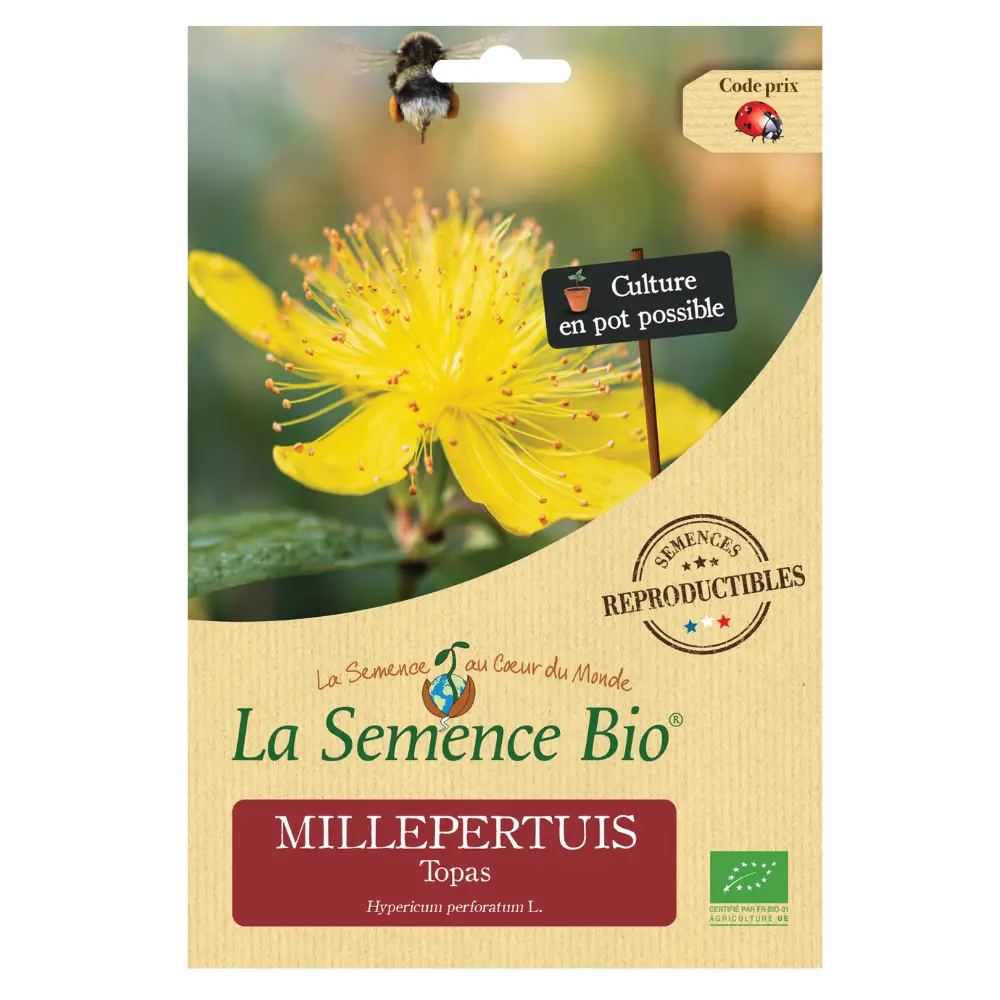 Code prix
Culture
en pot possible
SEMENCES
REPRODUCTIBLES
La Semence au Cœur du Monde
La Semence Bio®
MILLEPERTUIS
Topas
Hypericum perforatum L.
CERTIFIÉ PAR FR-BIO-01
AGRICULTURE UE